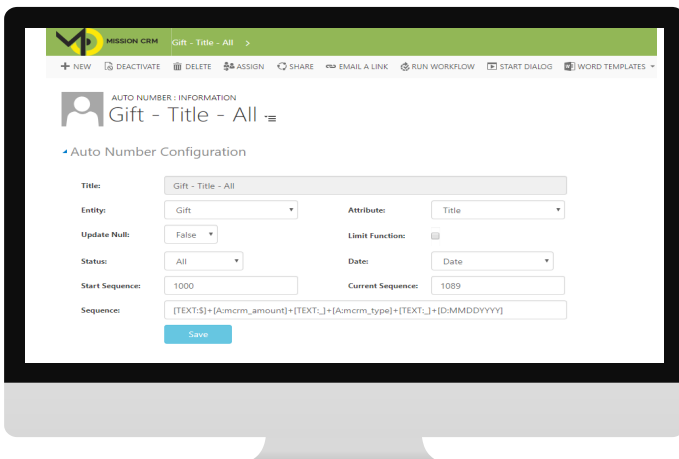 MISSION CRM Gift - Title - All >
NEW DEACTIVATE DELETE ASSIGN SHARE EMAIL A LINK RUN WORKFLOW START DIALOG WORD TEMPLATES
AUTO NUMBER : INFORMATION
Gift - Title - All
Auto Number Configuration
Title: Gift - Title - All
Entity: Gift Attribute: Title
Update Null: False Limit Function:
Status: All Date: Date
Start Sequence: 1000 Current Sequence: 1089
Sequence: [TEXT:$]+[A:mcrm_amount]+[TEXT:_]+[A:mcrm_type]+[TEXT:_]+[D:MMDDYYYY]
Save